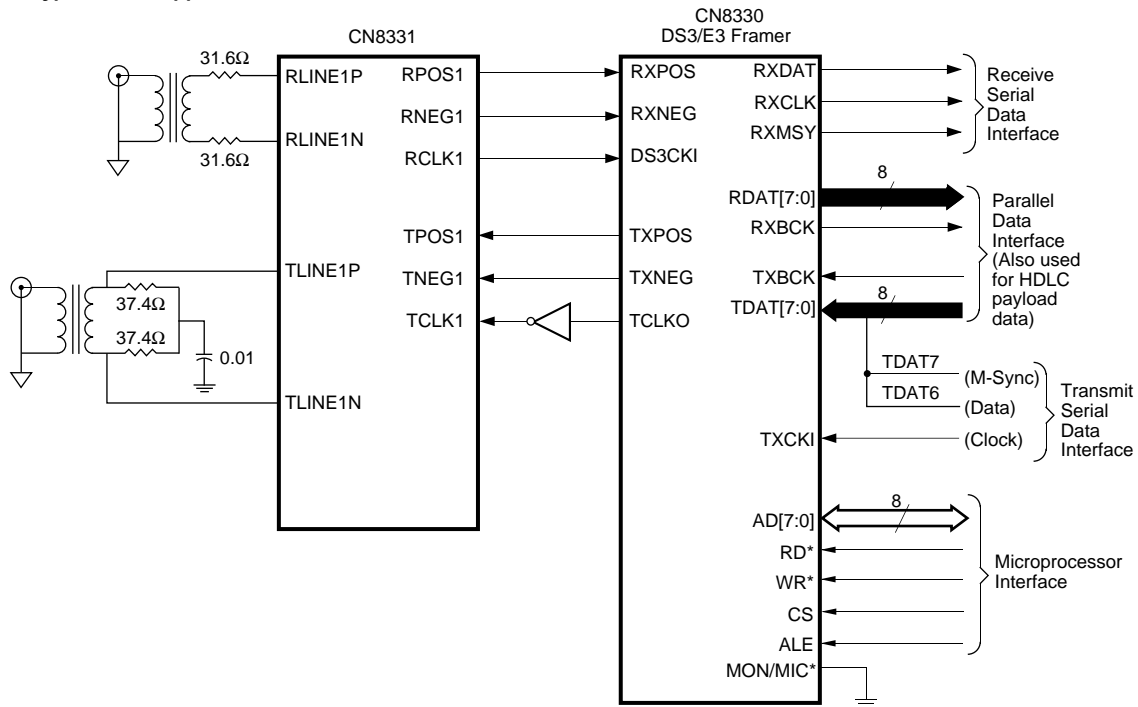 CN8331
CN8330
DS3/E3 Framer
31.6Ω
31.6Ω
RLINE1P
RLINE1N
TLINE1P
37.4Ω
37.4Ω
0.01
TLINE1N
RPOS1
RNEG1
RCLK1
TPOS1
TNEG1
TCLK1
RXPOS
RXNEG
DS3CKI
TXPOS
TXNEG
TCLKO
RXDAT
RXCLK
RXMSY
Receive
Serial
Data
Interface
8
RDAT[7:0]
RXBCK
TXBCK
TDAT[7:0]
8
Parallel
Data
Interface
(Also used
for HDLC
payload
data)
TDAT7
(M-Sync)
TDAT6
(Data)
TXCKI
(Clock)
Transmit
Serial
Data
Interface
8
AD[7:0]
RD*
WR*
CS
ALE
MON/MIC*
Microprocessor
Interface